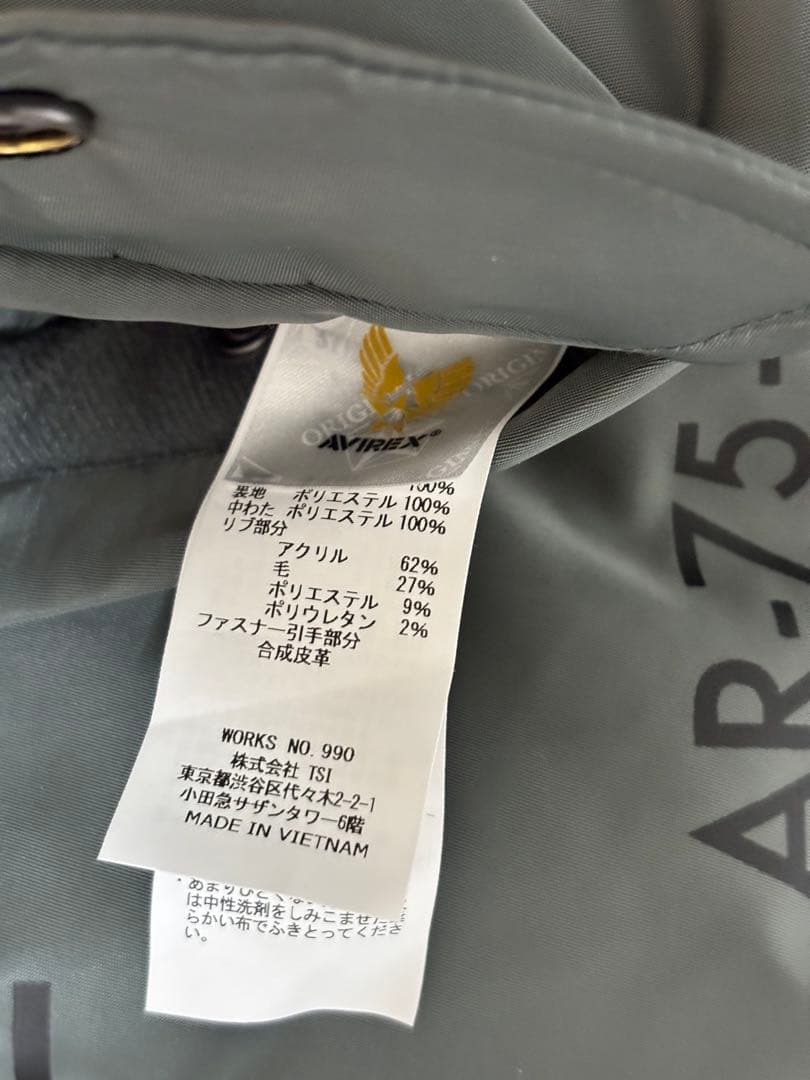 ORIGIN
ORIGIN
AVIREX®
100%
裏地 ポリエステル 100%
中わた ポリエステル 100%
リブ部分
アクリル 62%
毛 27%
ポリエステル 9%
ポリウレタン 2%
ファスナー引手部分
合成皮革
WORKS NO. 990
株式会社 TSI
東京都渋谷区代々木2-2-1
小田急サザンタワー6階
MADE IN VIETNAM
は中性洗剤をしみこませた
らかい布でふきとってくださ
い。
AR-75-